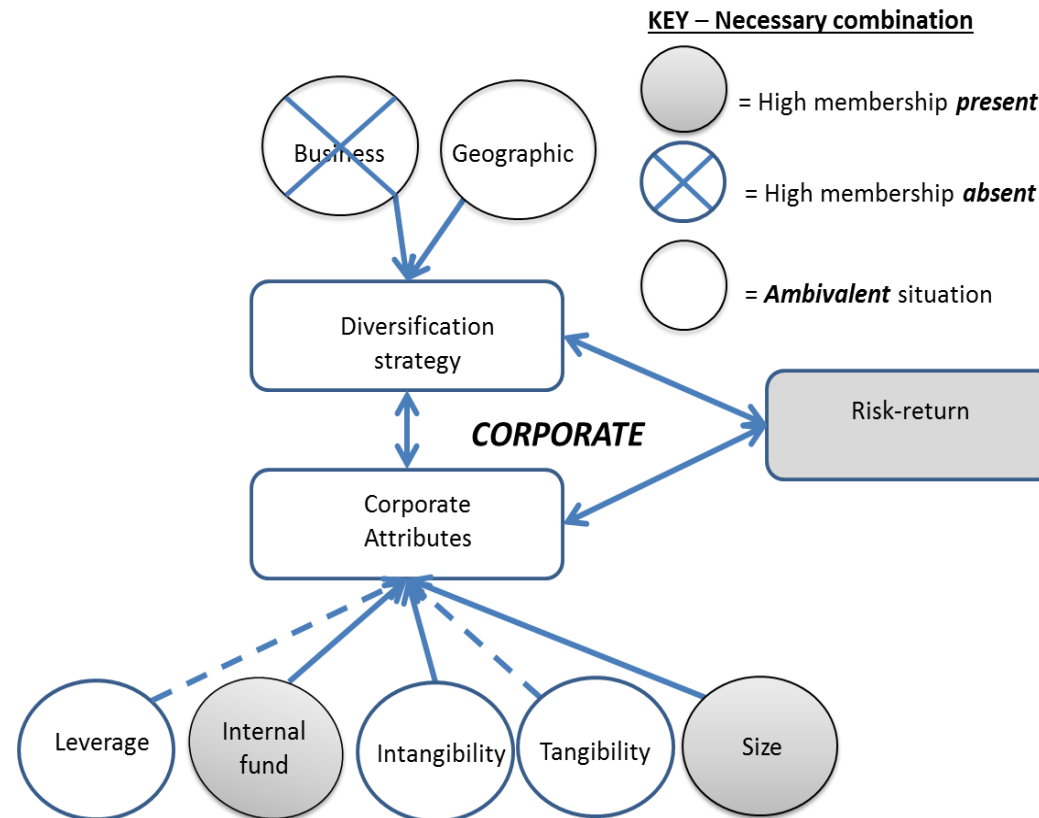 KEY – Necessary combination
= High membership present
= High membership absent
= Ambivalent situation
Business
Geographic
Diversification
strategy
CORPORATE
Risk-return
Corporate
Attributes
Leverage
Internal
fund
Intangibility
Tangibility
Size